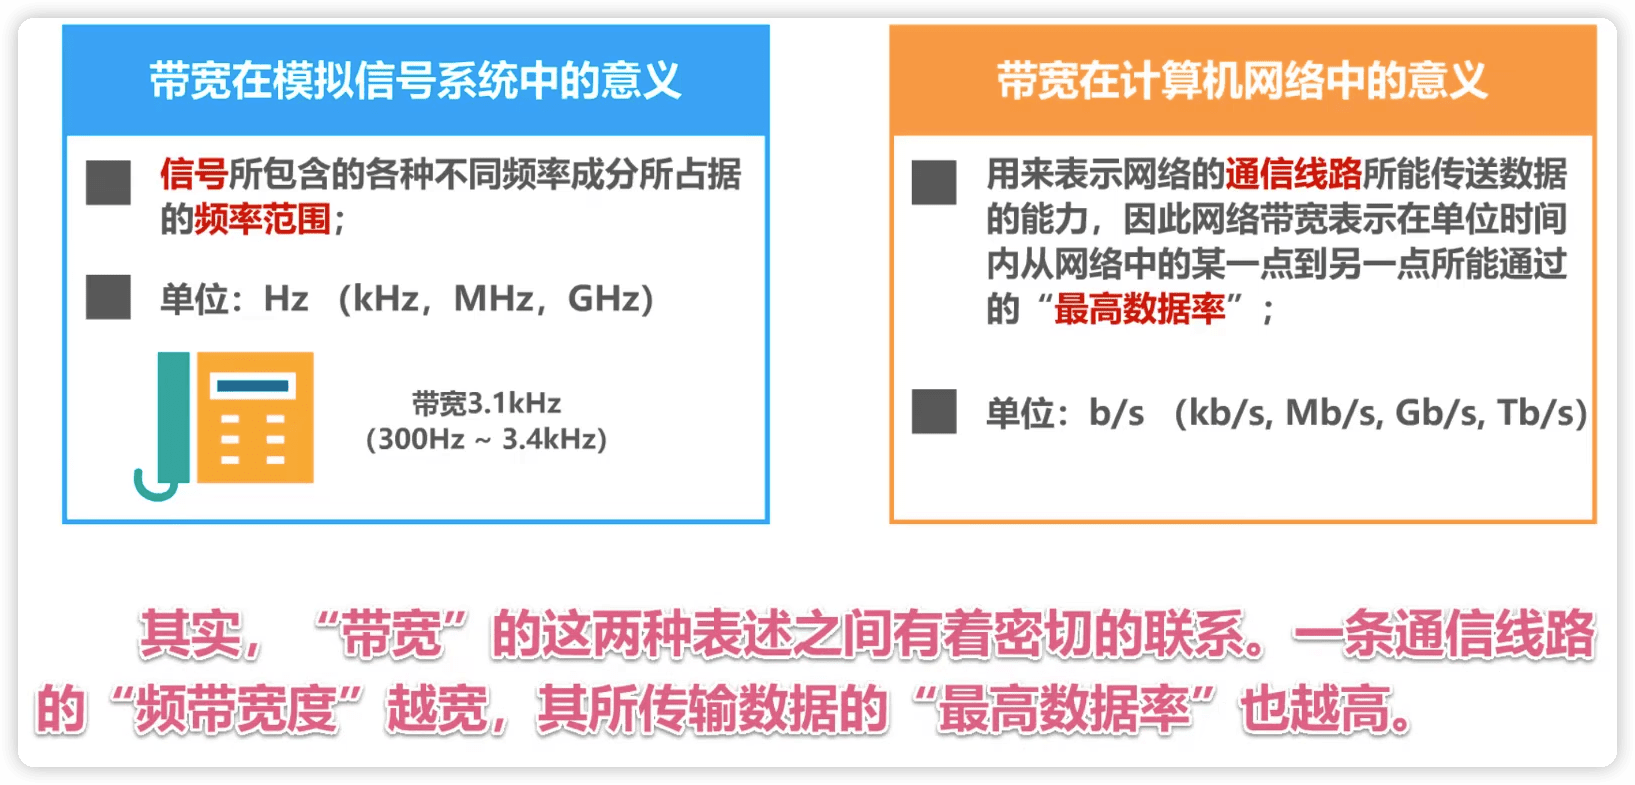 带宽在模拟信号系统中的意义
信号所包含的各种不同频率成分所占据
的频率范围；
单位：Hz （kHz，MHz，GHz）
带宽3.1kHz
（300Hz ~ 3.4kHz）
带宽在计算机网络中的意义
用来表示网络的通信线路所能传送数据
的能力，因此网络带宽表示在单位时间
内从网络中的某一点到另一点所能通过
的“最高数据率”；
单位：b/s （kb/s, Mb/s, Gb/s, Tb/s）
其实，“带宽”的这两种表述之间有着密切的联系。一条通信线路
的“频带宽度”越宽，其所传输数据的“最高数据率”也越高。